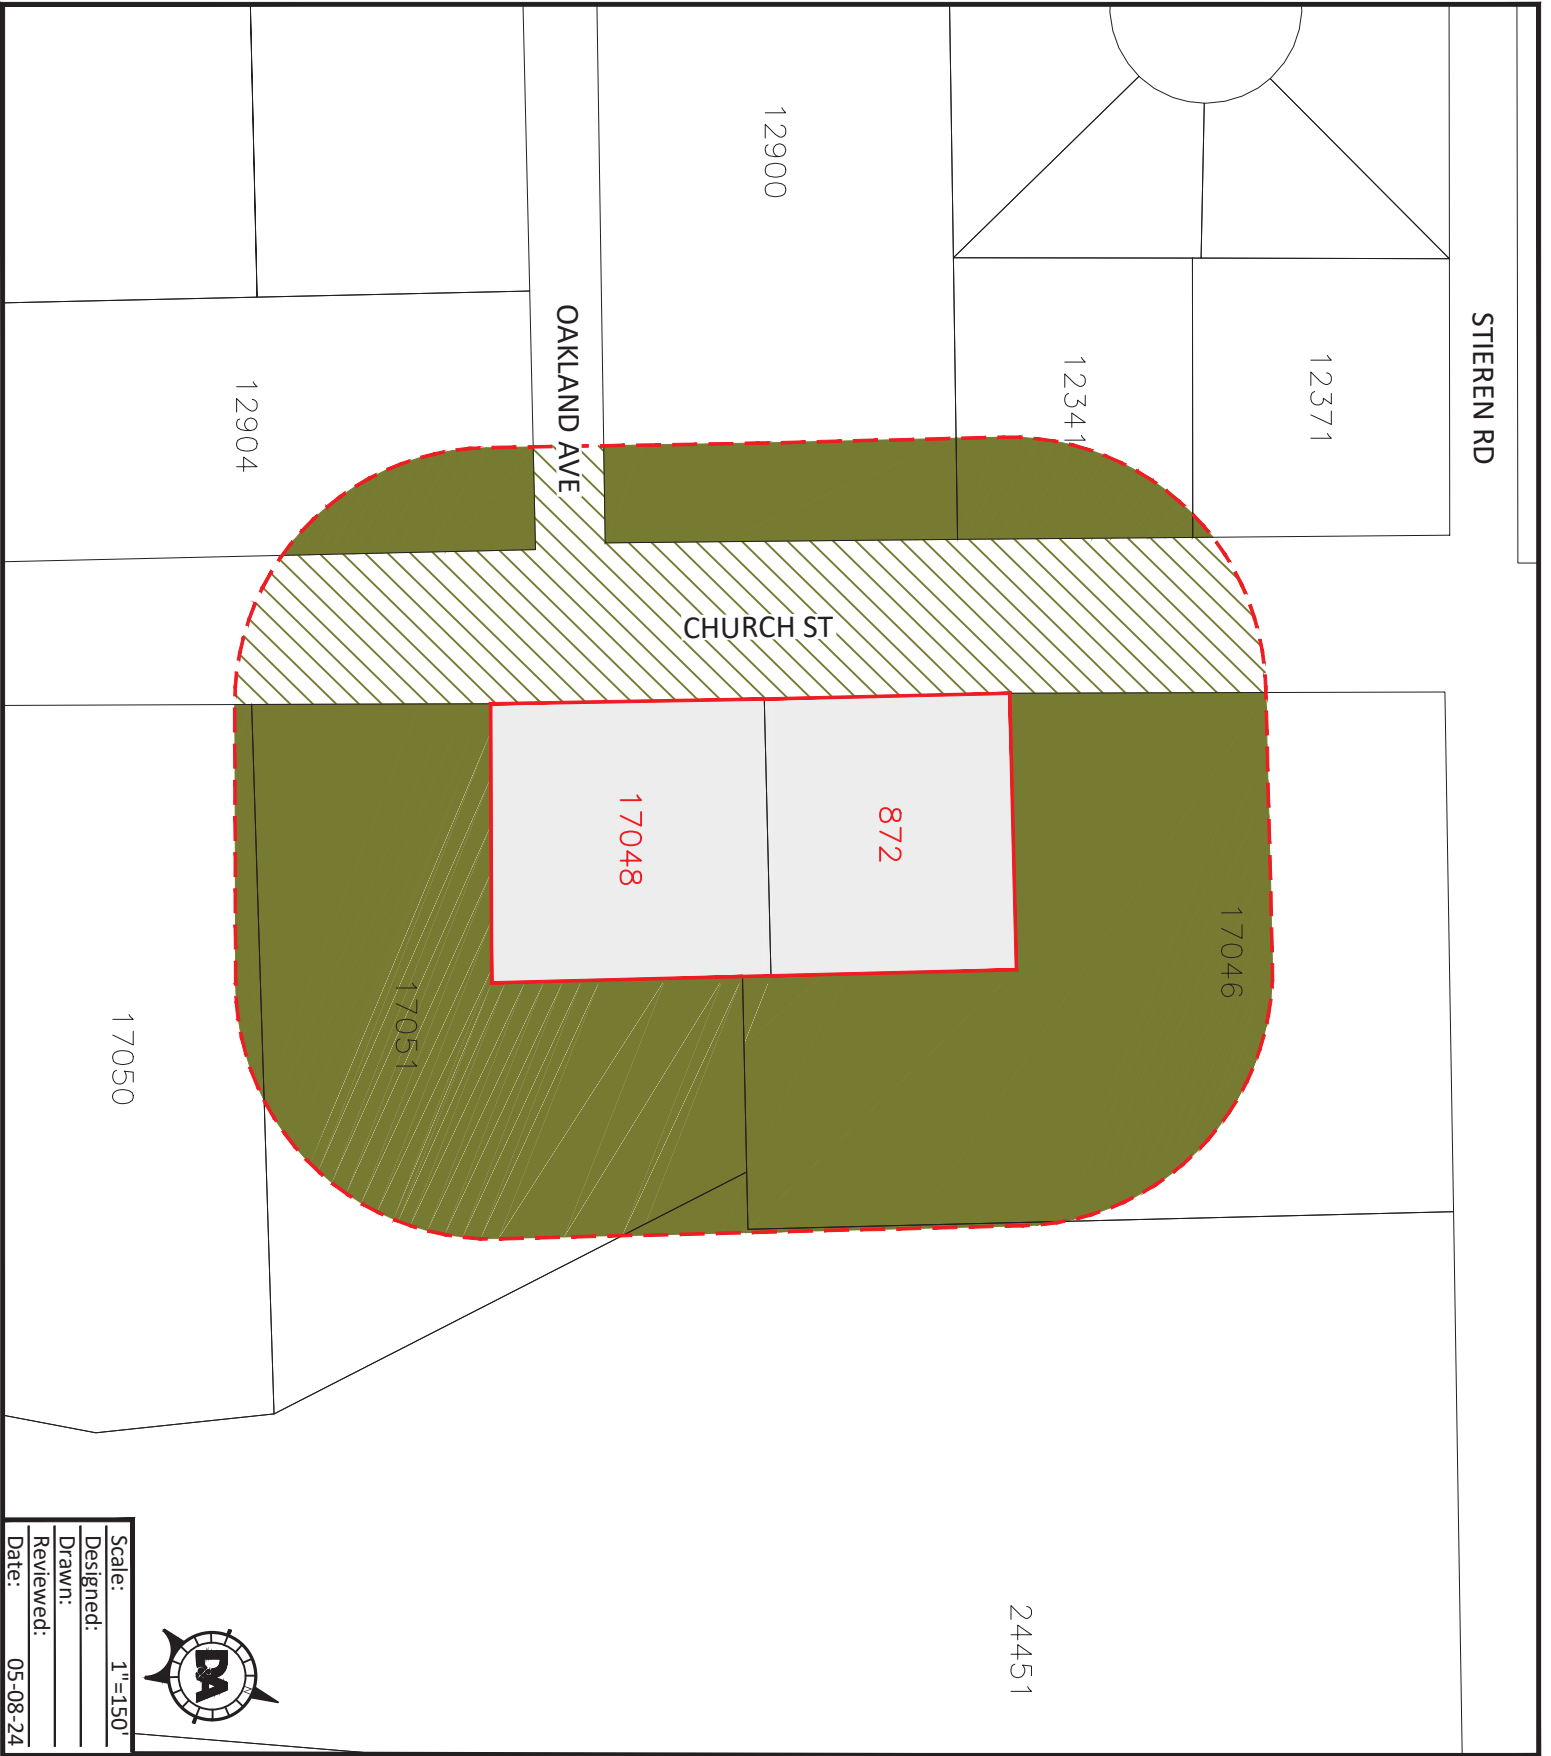 STIEREN RD
12371
12341
12900
OAKLAND AVE
12904
CHURCH ST
872
17048
17046
17051
17050
24451
N
D&A
Scale: 1"=150'
Designed:
Drawn:
Reviewed:
Date: 05-08-24